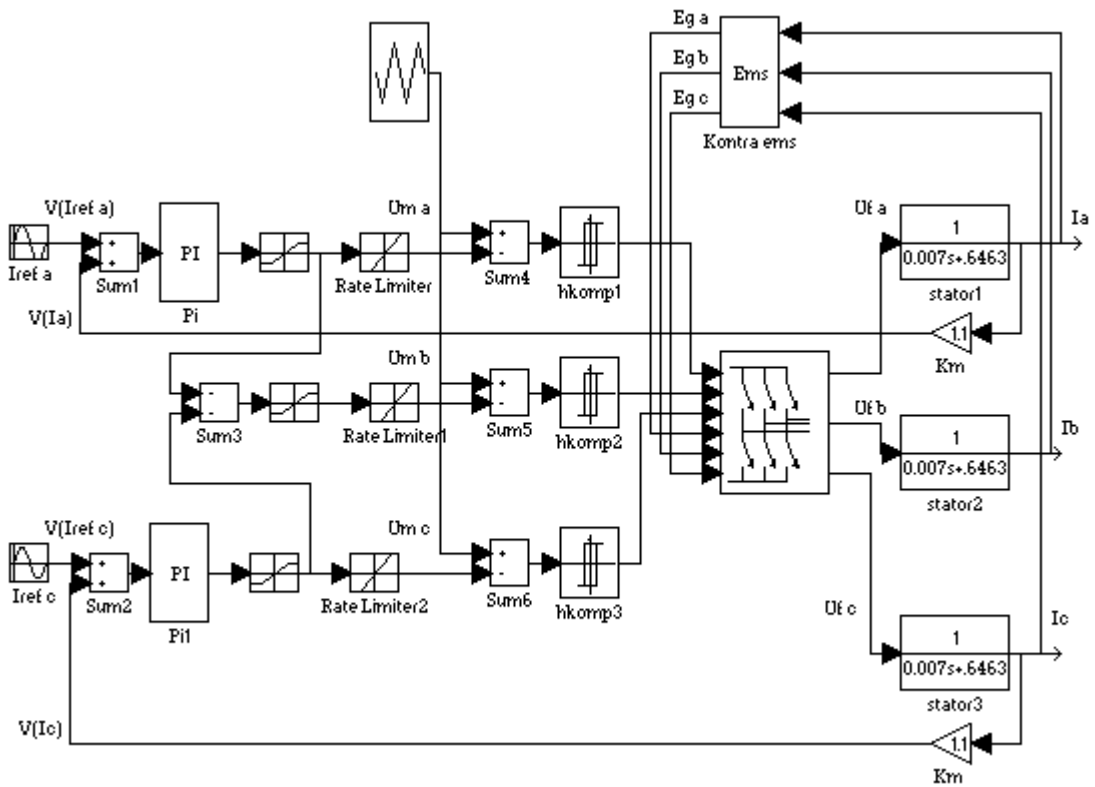 Eg a
Eg b
Eg c
Ems
Kontra ems
V(Iref a)
Um a
Uf a
Ia
+
+
PI
+
-
1
0.007s+.6463
Iref a
Sum1
Pi
Rate Limiter
Sum4
hkomp1
stator1
V(Ia)
1.1
Km
Um b
-
-
+
-
Sum3
Rate Limiter1
Sum5
hkomp2
Uf b
Ib
1
0.007s+.6463
stator2
V(Iref c)
Um c
+
+
PI
+
-
Iref c
Sum2
Pi1
Rate Limiter2
Sum6
hkomp3
Uf c
Ic
1
0.007s+.6463
stator3
V(Ic)
1.1
Km